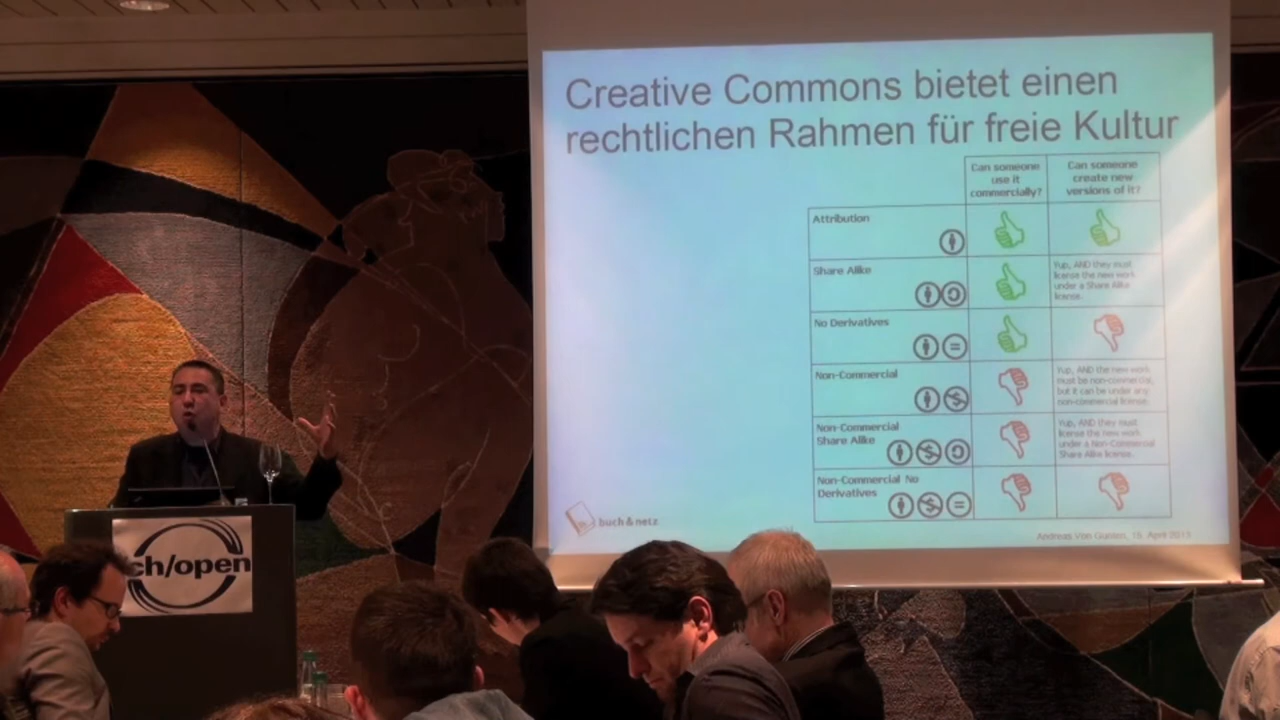 Creative Commons bietet einen
rechtlichen Rahmen für freie Kultur
Can someone
use it
commercially?
Can someone
create new
versions of it?
Attribution
Share Alike
Yup, AND they must
license the new work
under a Share Alike
license.
No Derivatives
Non-Commercial
Yup, AND the new work
must be non-commercial,
but it can be under any
non-commercial license.
Non-Commercial
Share Alike
Yup, AND they must
license the new work
under a Non-Commercial
Share Alike license.
Non-Commercial No
Derivatives
buch & netz
Andreas Von Gunten, 15. April 2013
ch/open